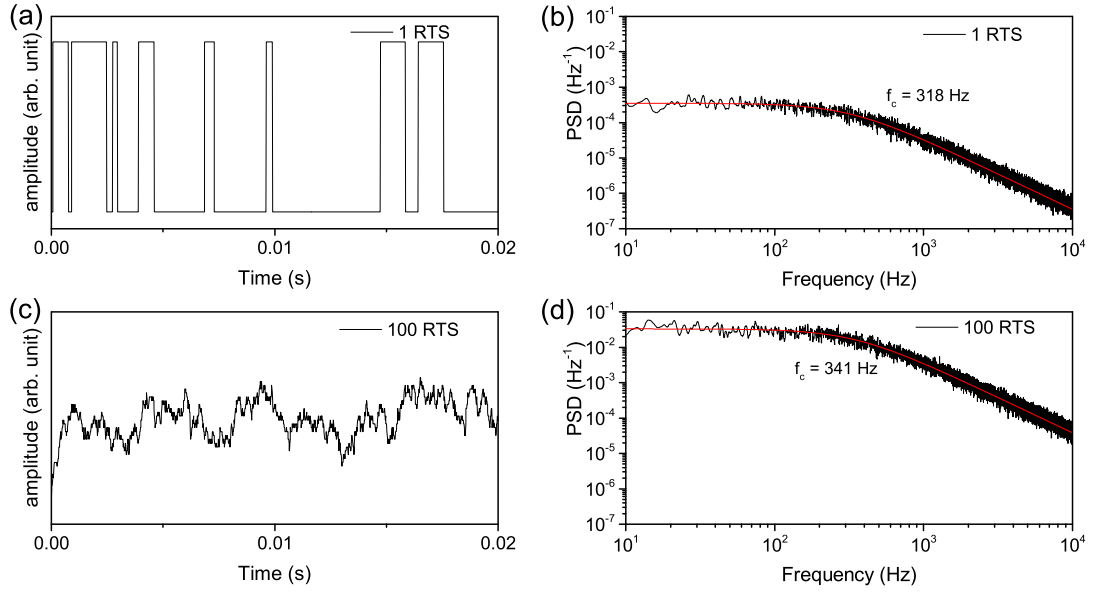 (a)
amplitude (arb. unit)
1 RTS
0.00 0.01 0.02
Time (s)
(b)
PSD (Hz⁻¹)
10⁻¹
10⁻²
10⁻³
10⁻⁴
10⁻⁵
10⁻⁶
10⁻⁷
1 RTS
f_c = 318 Hz
10¹ 10² 10³ 10⁴
Frequency (Hz)
(c)
amplitude (arb. unit)
100 RTS
0.00 0.01 0.02
Time (s)
(d)
PSD (Hz⁻¹)
10⁻¹
10⁻²
10⁻³
10⁻⁴
10⁻⁵
10⁻⁶
10⁻⁷
100 RTS
f_c = 341 Hz
10¹ 10² 10³ 10⁴
Frequency (Hz)